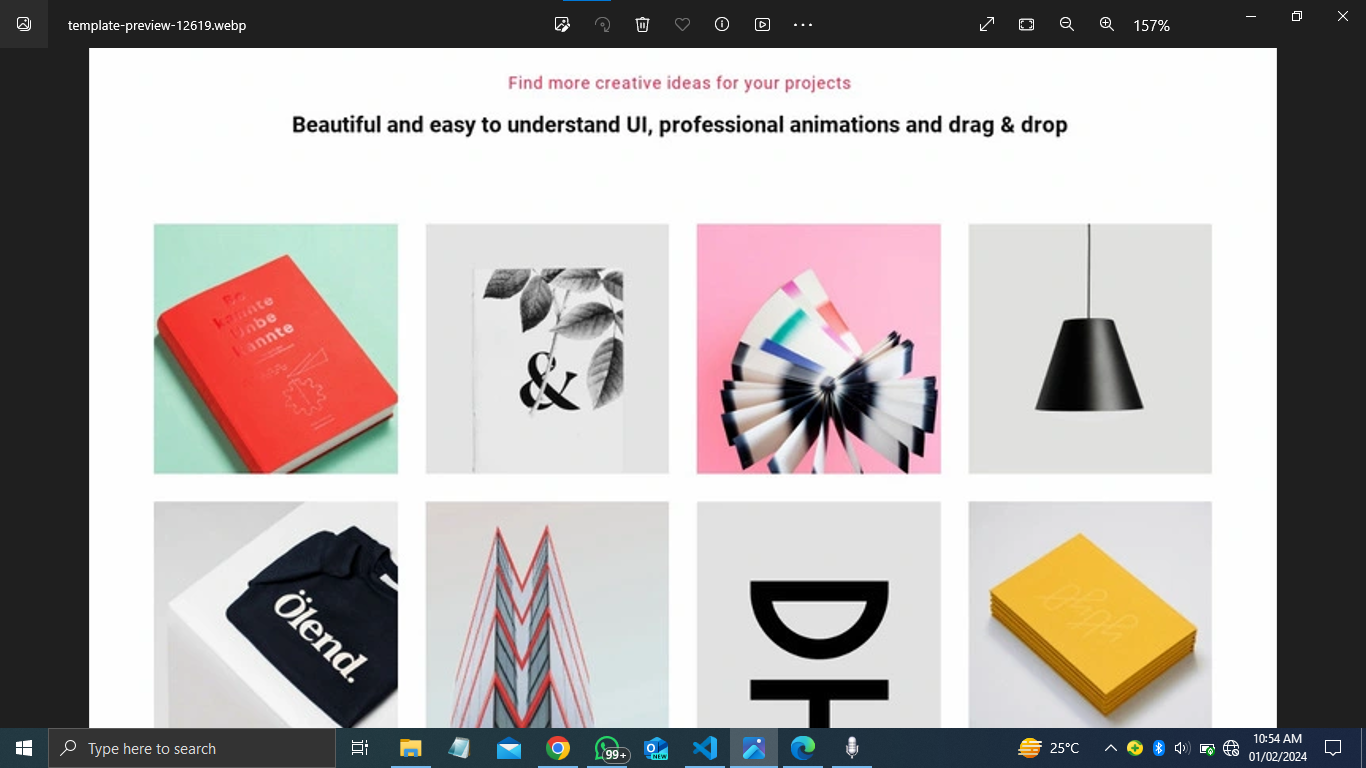 template-preview-12619.webp
157%
Find more creative ideas for your projects
Beautiful and easy to understand UI, professional animations and drag & drop
Be
kannte
Unbe
kannte
&
Ölend.
D
Type here to search
99+
NEW
25°C
10:54 AM
01/02/2024